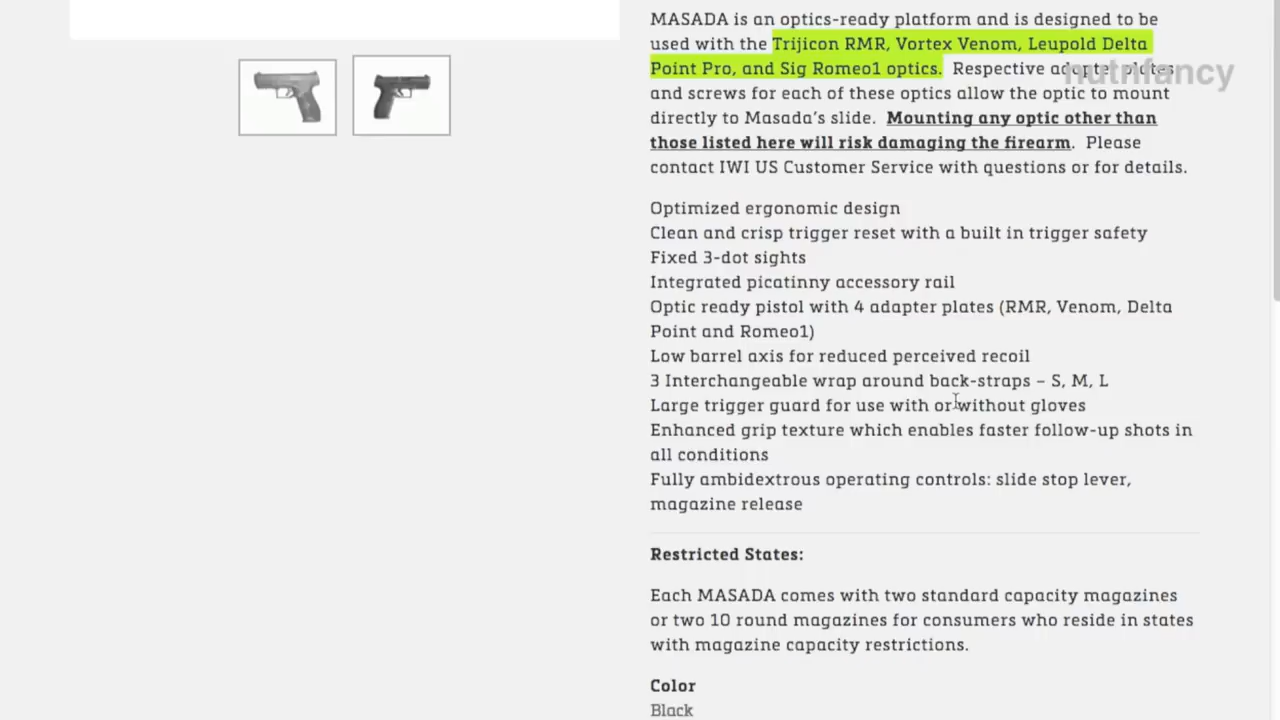 MASADA is an optics-ready platform and is designed to be
used with the Trijicon RMR, Vortex Venom, Leupold Delta
Point Pro, and Sig Romeo1 optics. Respective adapter plates
nutnfancy
and screws for each of these optics allow the optic to mount
directly to Masada's slide. Mounting any optic other than
those listed here will risk damaging the firearm. Please
contact IWI US Customer Service with questions or for details.
Optimized ergonomic design
Clean and crisp trigger reset with a built in trigger safety
Fixed 3-dot sights
Integrated picatinny accessory rail
Optic ready pistol with 4 adapter plates (RMR, Venom, Delta
Point and Romeo1)
Low barrel axis for reduced perceived recoil
3 Interchangeable wrap around back-straps – S, M, L
Large trigger guard for use with or without gloves
Enhanced grip texture which enables faster follow-up shots in
all conditions
Fully ambidextrous operating controls: slide stop lever,
magazine release
Restricted States:
Each MASADA comes with two standard capacity magazines
or two 10 round magazines for consumers who reside in states
with magazine capacity restrictions.
Color
Black